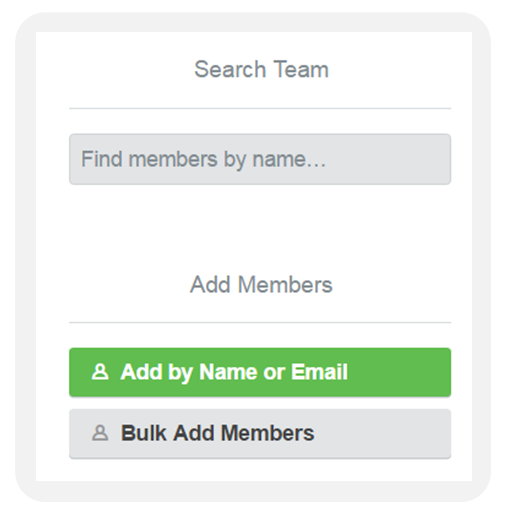 Search Team
Find members by name…
Add Members
Add by Name or Email
Bulk Add Members